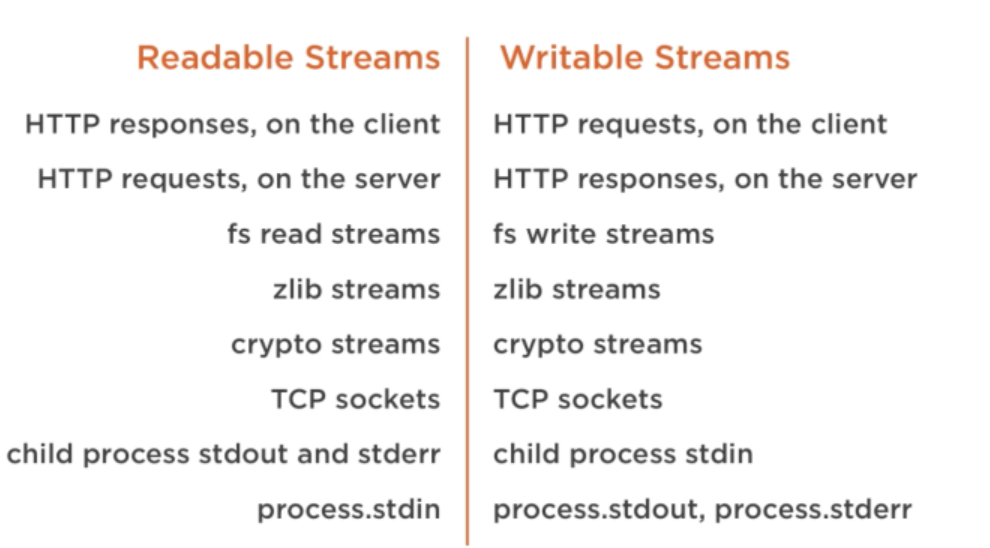 Readable Streams
HTTP responses, on the client
HTTP requests, on the server
fs read streams
zlib streams
crypto streams
TCP sockets
child process stdout and stderr
process.stdin
Writable Streams
HTTP requests, on the client
HTTP responses, on the server
fs write streams
zlib streams
crypto streams
TCP sockets
child process stdin
process.stdout, process.stderr